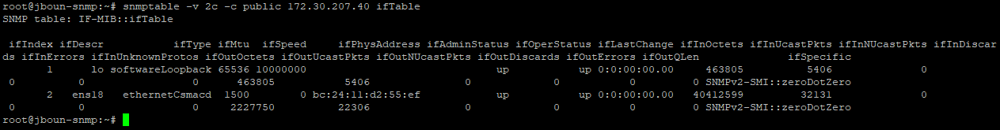 root@jboun-snmp:~# snmptable -v 2c -c public 172.30.207.40 ifTable
SNMP table: IF-MIB::ifTable
ifIndex ifDescr ifType ifMtu ifSpeed ifPhysAddress ifAdminStatus ifOperStatus ifLastChange ifInOctets ifInUcastPkts ifInNUcastPkts ifInDiscar
ds ifInErrors ifInUnknownProtos ifOutOctets ifOutUcastPkts ifOutNUcastPkts ifOutDiscards ifOutErrors ifOutQLen ifSpecific
1 lo softwareLoopback 65536 10000000 up up 0:0:00:00.00 463805 5406 0
0 0 0 463805 5406 0 0 0 0 SNMPv2-SMI::zeroDotZero
2 ens18 ethernetCsmacd 1500 0 bc:24:11:d2:55:ef up up 0:0:00:00.00 40412599 32131 0
0 0 0 2227750 22306 0 0 0 0 SNMPv2-SMI::zeroDotZero
root@jboun-snmp:~#